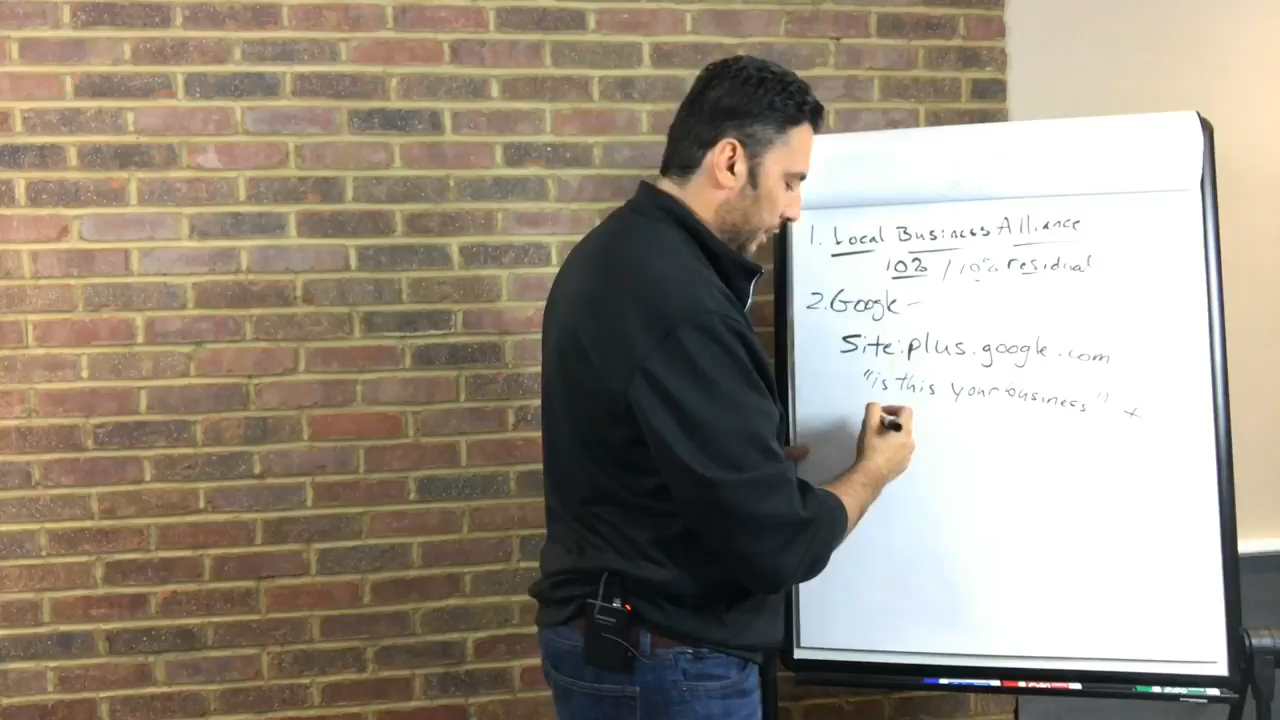 1. Local Business Alliance
10% / 10% residual
2. Google -
Site:plus.google.com
"is this your business" +